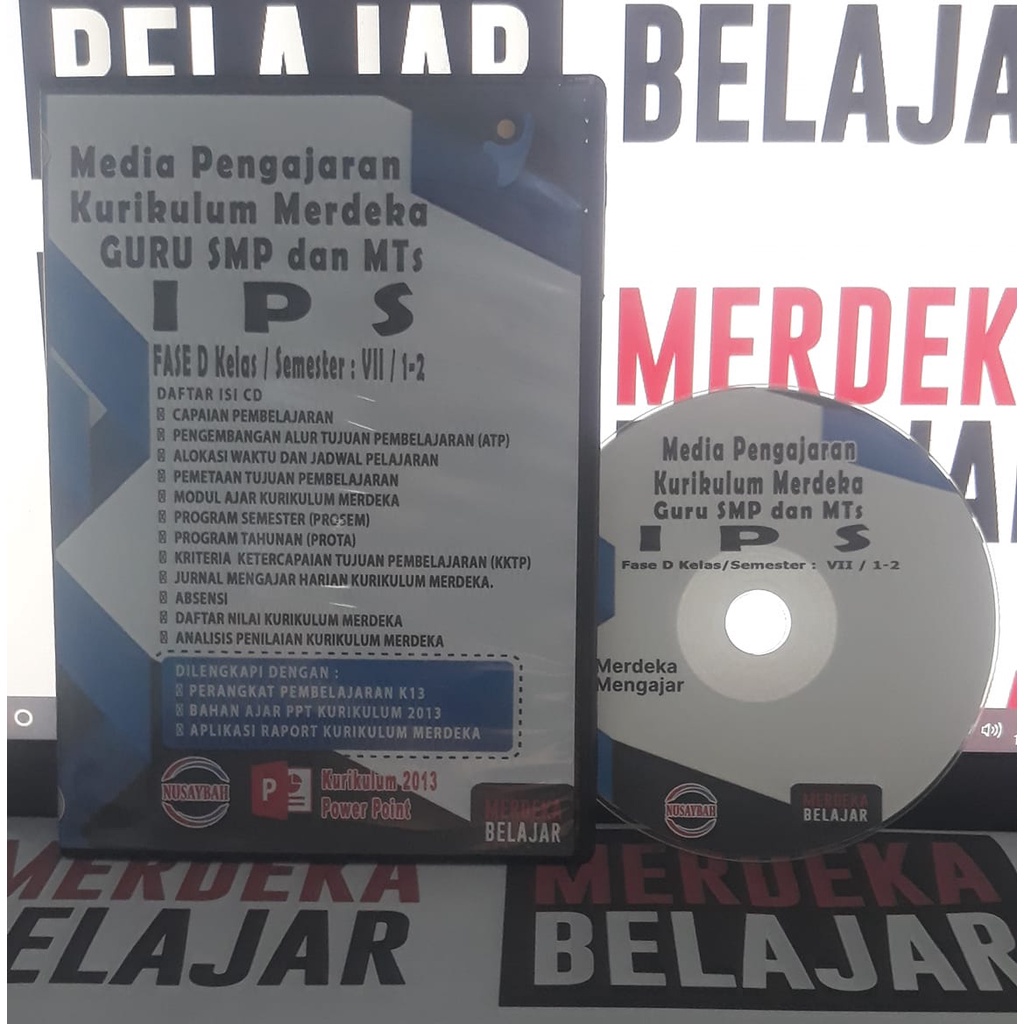 BELAJAR
BELAJA
MERDEK
Media Pengajaran
Kurikulum Merdeka
GURU SMP dan MTs
IPS
FASE D Kelas / Semester : VII / 1-2
DAFTAR ISI CD
CAPAIAN PEMBELAJARAN
PENGEMBANGAN ALUR TUJUAN PEMBELAJARAN (ATP)
ALOKASI WAKTU DAN JADWAL PELAJARAN
PEMETAAN TUJUAN PEMBELAJARAN
MODUL AJAR KURIKULUM MERDEKA
PROGRAM SEMESTER (PROSEM)
PROGRAM TAHUNAN (PROTA)
KRITERIA KETERCAPAIAN TUJUAN PEMBELAJARAN (KKTP)
JURNAL MENGAJAR HARIAN KURIKULUM MERDEKA.
ABSENSI
DAFTAR NILAI KURIKULUM MERDEKA
ANALISIS PENILAIAN KURIKULUM MERDEKA
DILENGKAPI DENGAN :
PERANGKAT PEMBELAJARAN K13
BAHAN AJAR PPT KURIKULUM 2013
APLIKASI RAPORT KURIKULUM MERDEKA
NUSAYBAH
P
Kurikulum 2013
Power Point
MERDEKA
BELAJAR
Media Pengajaran
Kurikulum Merdeka
Guru SMP dan MTs
IPS
Fase D Kelas/Semester : VII / 1-2
Merdeka
Mengajar
NUSAYBAH
MERDEKA
BELAJAR
MERDEKA
ELAJAR
MERDEKA
BELAJAR